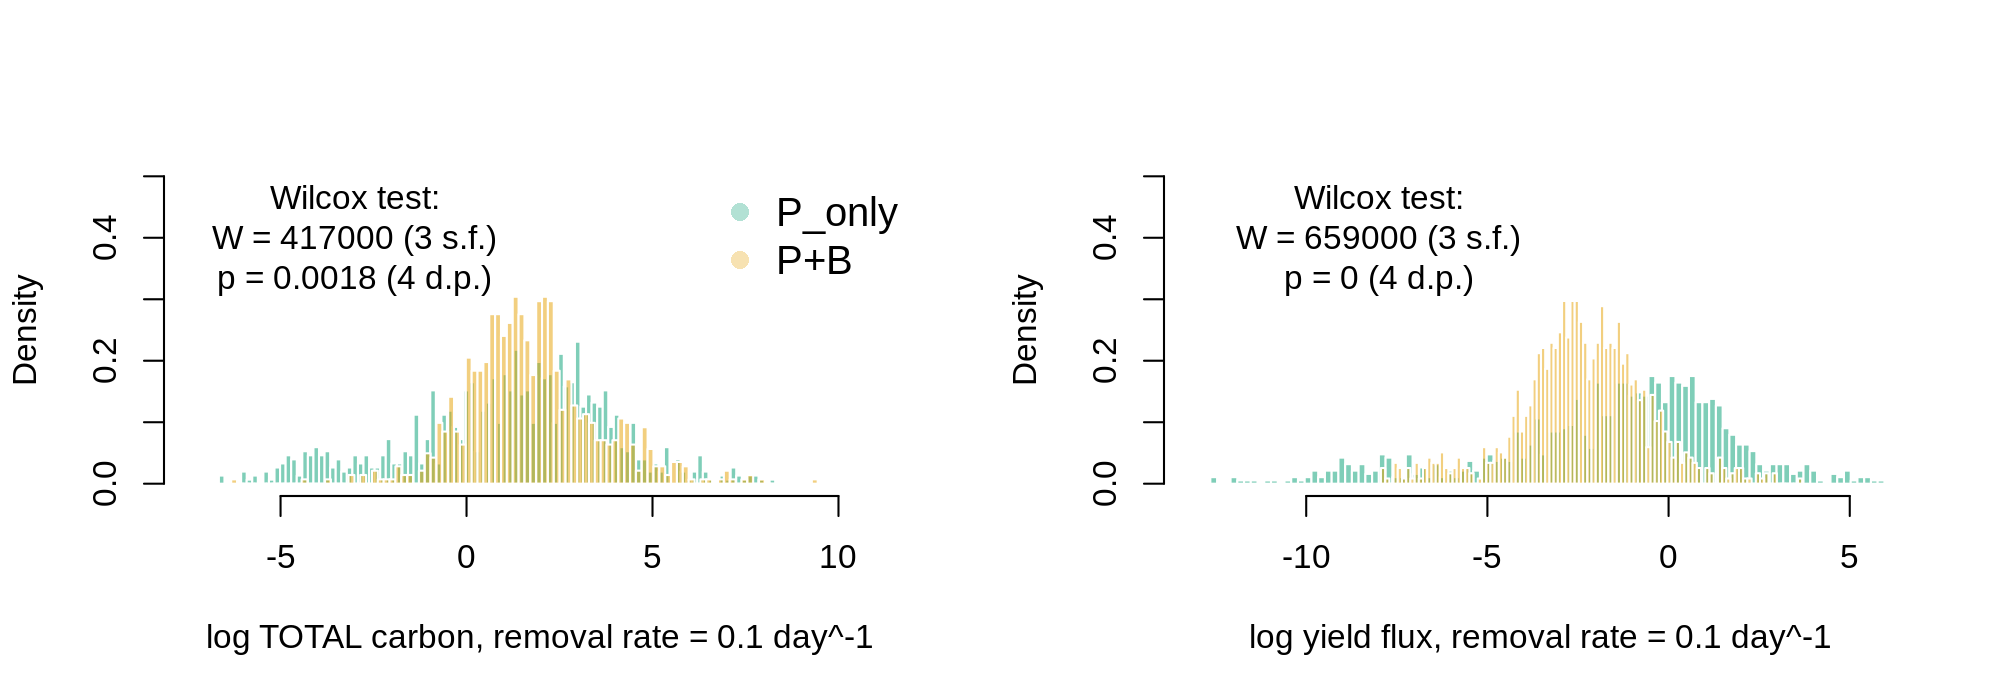 Wilcox test:
W = 417000 (3 s.f.)
p = 0.0018 (4 d.p.)
P_only
P+B
Density
0.0
0.2
0.4
-5
0
5
10
log TOTAL carbon, removal rate = 0.1 day^-1
Wilcox test:
W = 659000 (3 s.f.)
p = 0 (4 d.p.)
Density
0.0
0.2
0.4
-10
-5
0
5
log yield flux, removal rate = 0.1 day^-1